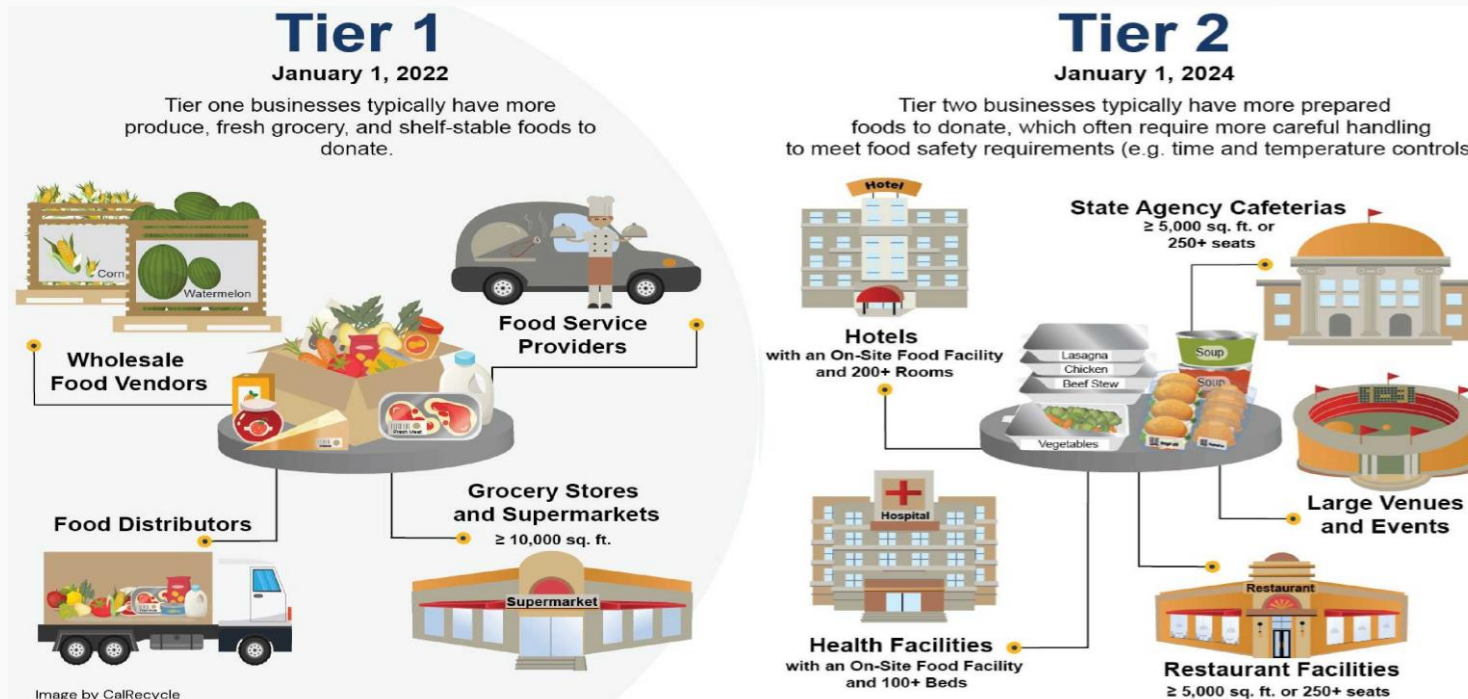 Tier 1
January 1, 2022
Tier one businesses typically have more
produce, fresh grocery, and shelf-stable foods to
donate.
Corn
Watermelon
Wholesale
Food Vendors
Food Service
Providers
Fresh Meat
Food Distributors
Grocery Stores
and Supermarkets
≥ 10,000 sq. ft.
Supermarket
Image by CalRecycle
Tier 2
January 1, 2024
Tier two businesses typically have more prepared
foods to donate, which often require more careful handling
to meet food safety requirements (e.g. time and temperature controls
Hotel
Hotels
with an On-Site Food Facility
and 200+ Rooms
State Agency Cafeterias
≥ 5,000 sq. ft. or
250+ seats
Lasagna
Chicken
Beef Stew
Vegetables
Soup
Soup
Large Venues
and Events
Hospital
Health Facilities
with an On-Site Food Facility
and 100+ Beds
Restaurant
Restaurant Facilities
≥ 5,000 sq. ft. or 250+ seats